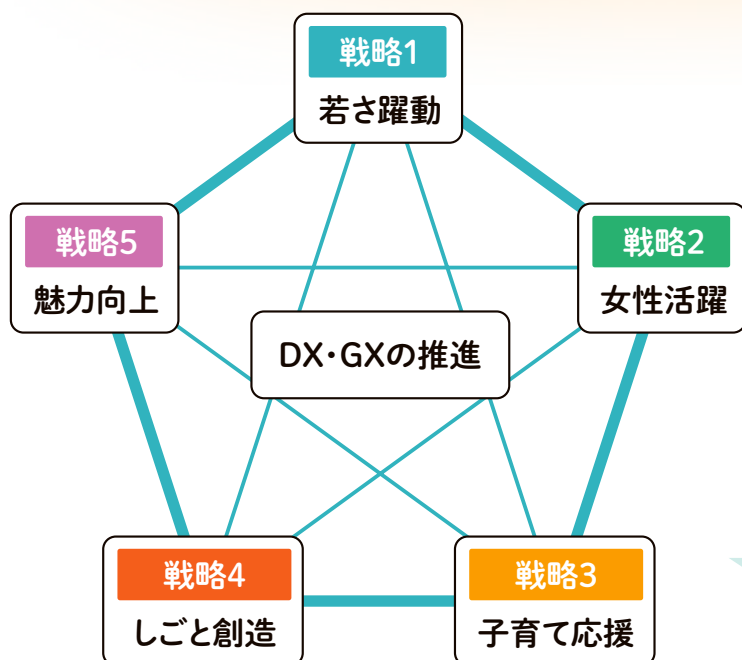 戦略1
若さ躍動
戦略5
魅力向上
戦略2
女性活躍
DX・GXの推進
戦略4
しごと創造
戦略3
子育て応援